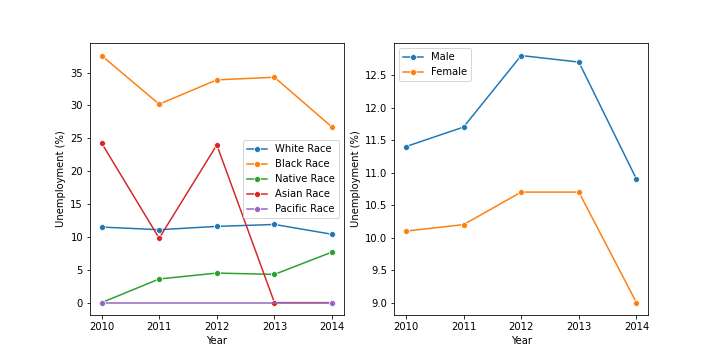 35
30
25
20
15
10
5
0
Unemployment (%)
White Race
Black Race
Native Race
Asian Race
Pacific Race
2010 2011 2012 2013 2014
Year
12.5
12.0
11.5
11.0
10.5
10.0
9.5
9.0
Unemployment (%)
Male
Female
2010 2011 2012 2013 2014
Year